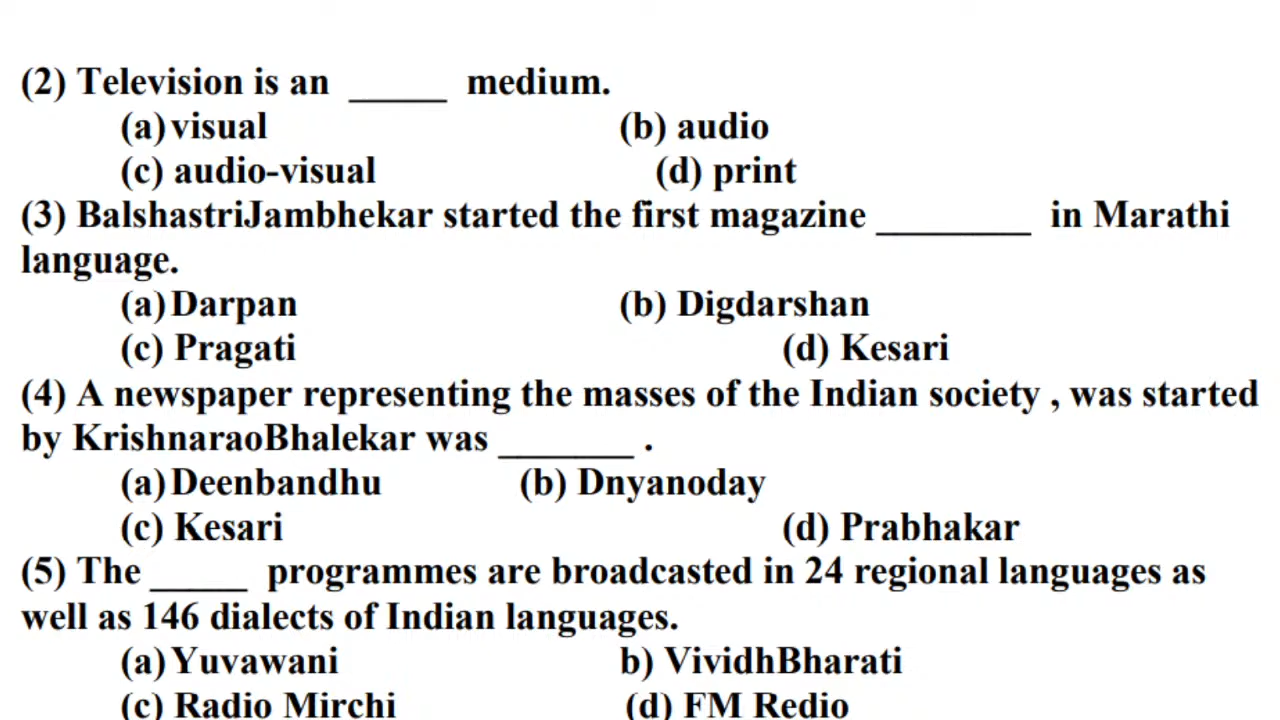 (2) Television is an _____ medium.
(a) visual (b) audio
(c) audio-visual (d) print
(3) BalshastriJambhekar started the first magazine ________ in Marathi
language.
(a) Darpan (b) Digdarshan
(c) Pragati (d) Kesari
(4) A newspaper representing the masses of the Indian society , was started
by KrishnaraoBhalekar was _______ .
(a) Deenbandhu (b) Dnyanoday
(c) Kesari (d) Prabhakar
(5) The _____ programmes are broadcasted in 24 regional languages as
well as 146 dialects of Indian languages.
(a) Yuvawani b) VividhBharati
(c) Radio Mirchi (d) FM Redio